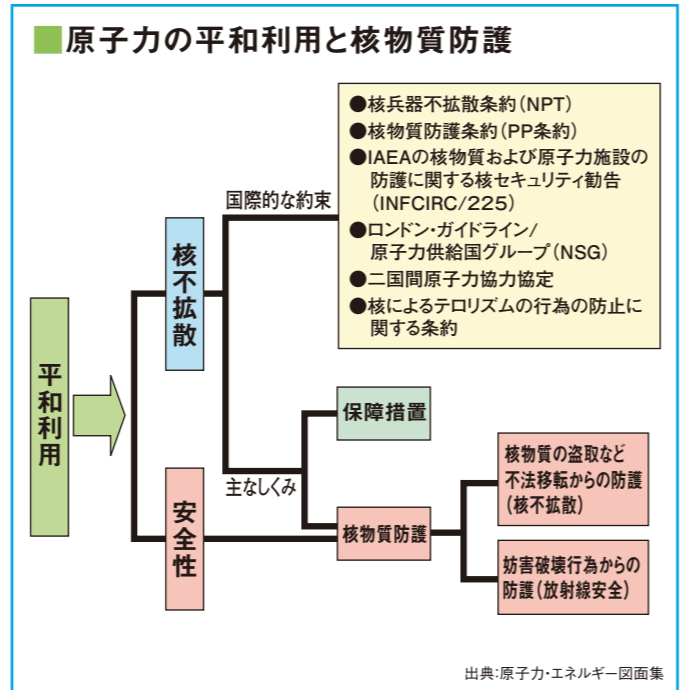 ■原子力の平和利用と核物質防護
●核兵器不拡散条約(NPT)
●核物質防護条約(PP条約)
●IAEAの核物質および原子力施設の
防護に関する核セキュリティ勧告
(INFCIRC/225)
●ロンドン・ガイドライン/
原子力供給国グループ(NSG)
●二国間原子力協力協定
●核によるテロリズムの行為の防止に
関する条約
国際的な約束
核不拡散
平和利用
保障措置
主なしくみ
安全性
核物質防護
核物質の盗取など
不法移転からの防護
(核不拡散)
妨害破壊行為からの
防護(放射線安全)
出典:原子力・エネルギー図面集